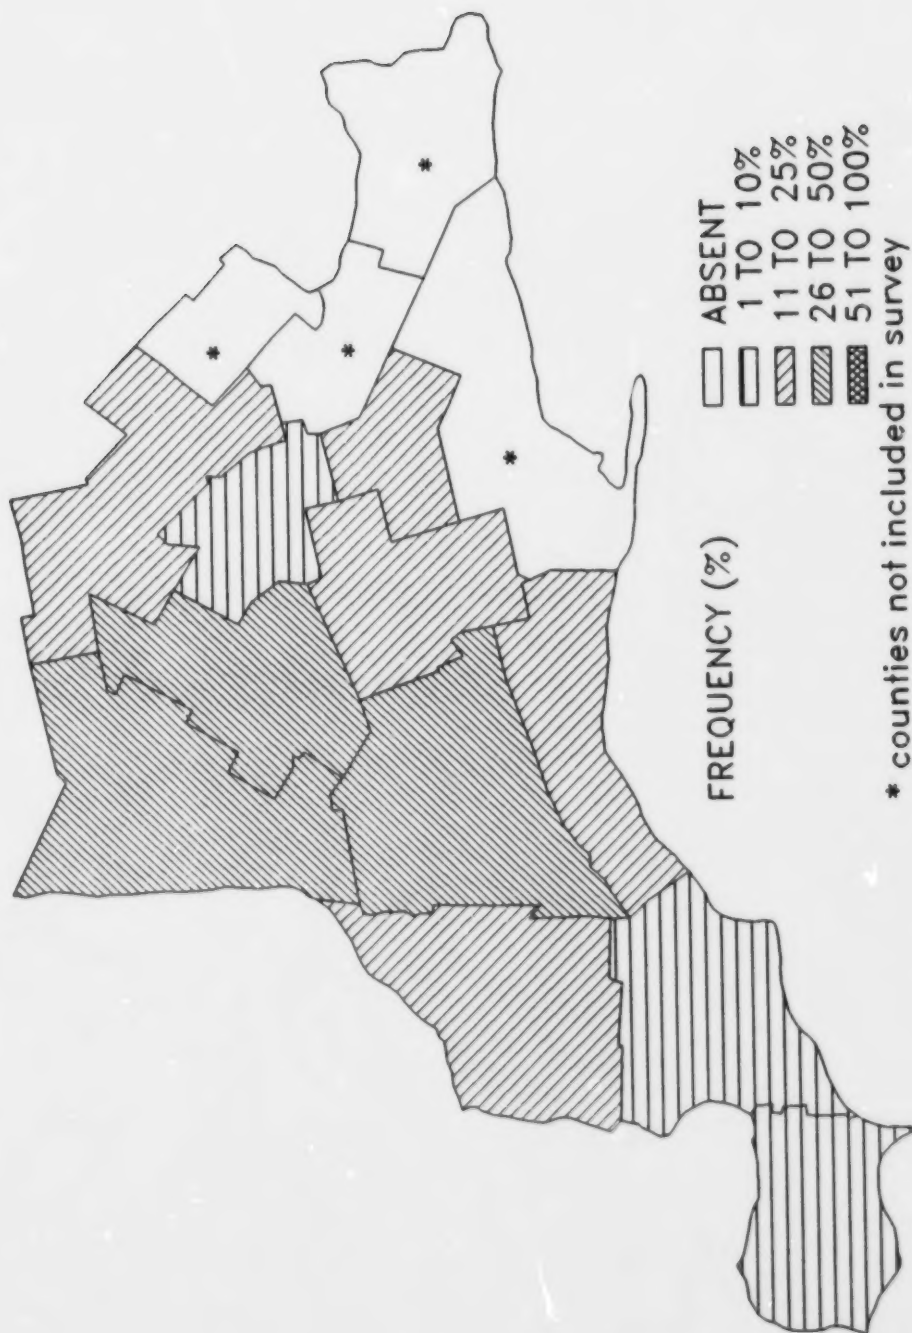 FREQUENCY (%)
ABSENT
1 TO 10%
11 TO 25%
26 TO 50%
51 TO 100%
* counties not included in survey
*
*
*
*